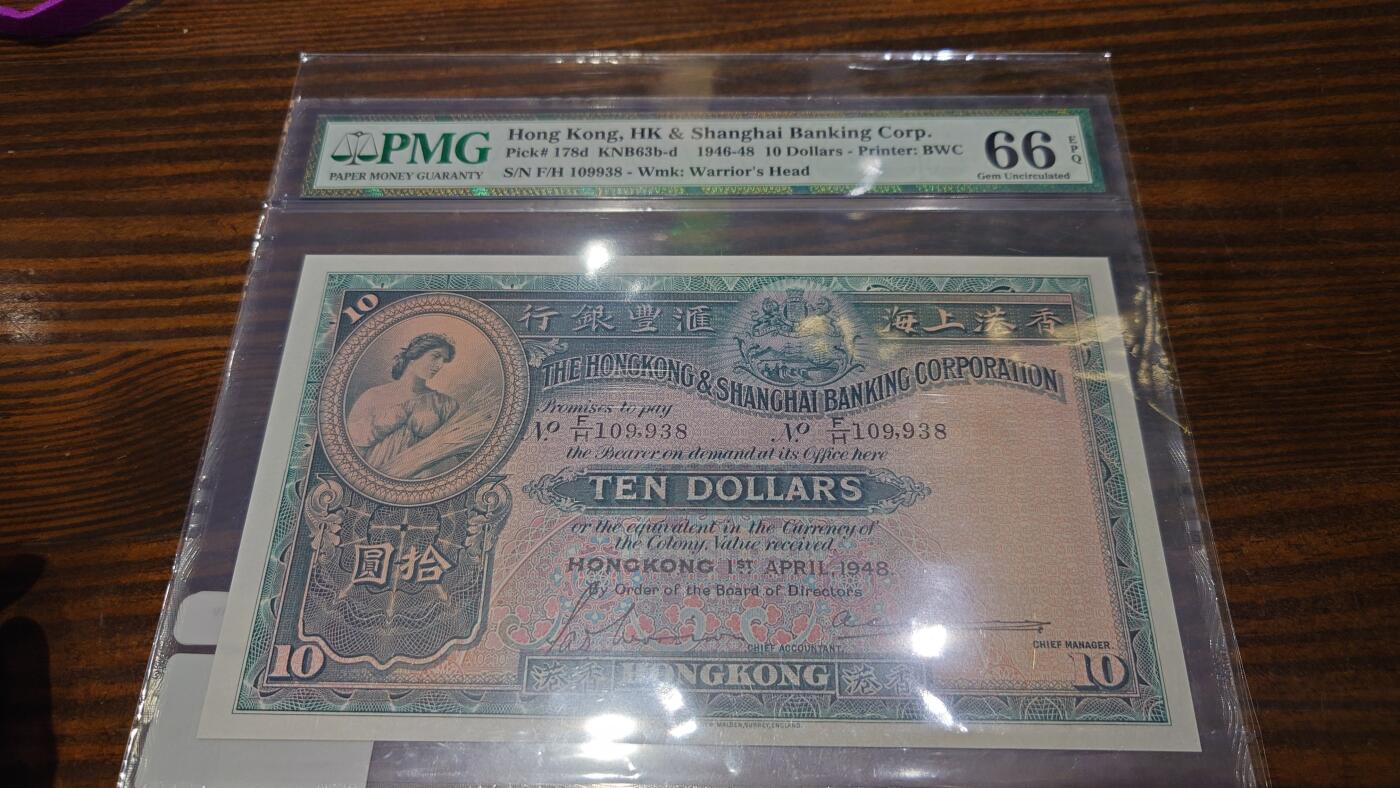 PMG
PAPER MONEY GUARANTY
Hong Kong, HK & Shanghai Banking Corp.
Pick# 178d KNB63b-d 1946-48 10 Dollars - Printer: BWC
S/N F/H 109938 - Wmk: Warrior's Head
66 EPQ
Gem Uncirculated
10
行銀豐滙 海上港香
THE HONGKONG & SHANGHAI BANKING CORPORATION
Promises to pay
No F/H 109,938 No F/H 109,938
the Bearer on demand at its Office here
TEN DOLLARS
or the equivalent in the Currency of
the Colony, Value received
圓拾
HONGKONG 1ST APRIL, 1948
By Order of the Board of Directors
CHIEF ACCOUNTANT.
CHIEF MANAGER.
10 港香 HONGKONG 港香 10
MALDEN, SURREY, ENGLAND